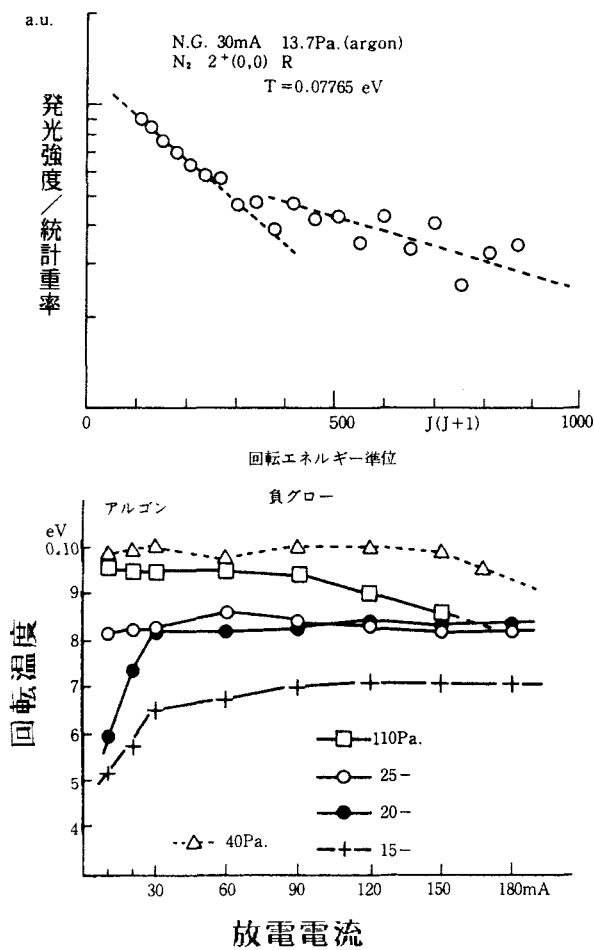 a.u.
N.G. 30mA 13.7Pa.(argon)
N₂ 2⁺(0,0) R
T=0.07765 eV
発光強度/統計重率
0 500 J(J+1) 1000
回転エネルギー準位
負グロー
アルゴン
eV
0.10
9
8
7
6
5
4
回転温度
110Pa.
25-
20-
15-
40Pa.
30 60 90 120 150 180mA
放電電流